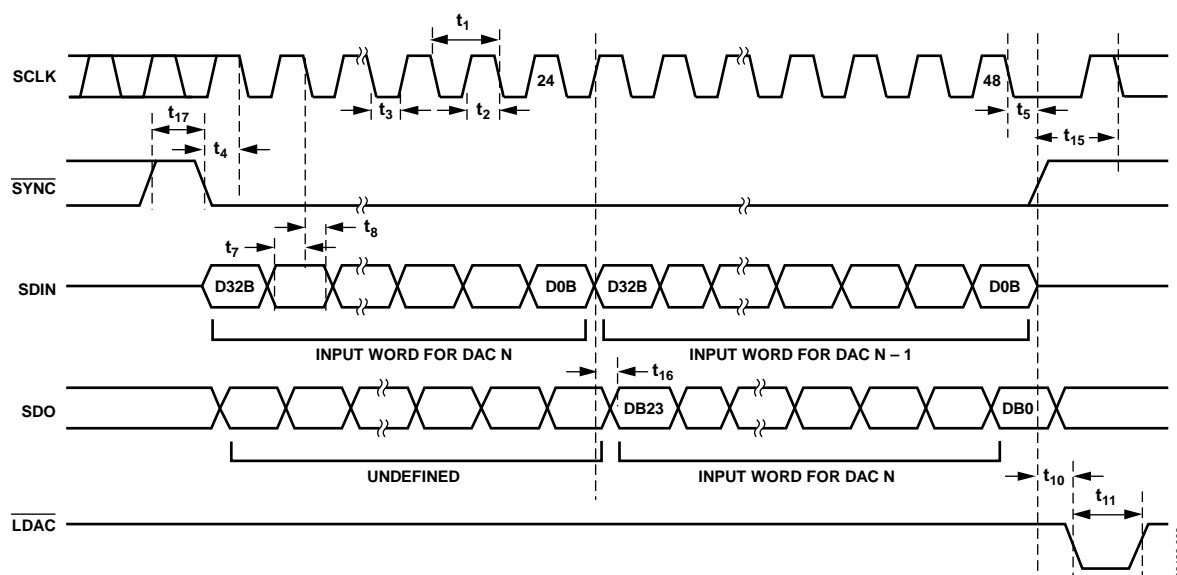 t1
SCLK
24
48
t3
t2
t5
t17
t15
t4
SYNC
t8
t7
SDIN
D32B
D0B
D32B
D0B
INPUT WORD FOR DAC N
INPUT WORD FOR DAC N – 1
t16
SDO
DB23
DB0
UNDEFINED
INPUT WORD FOR DAC N
t10
t11
LDAC